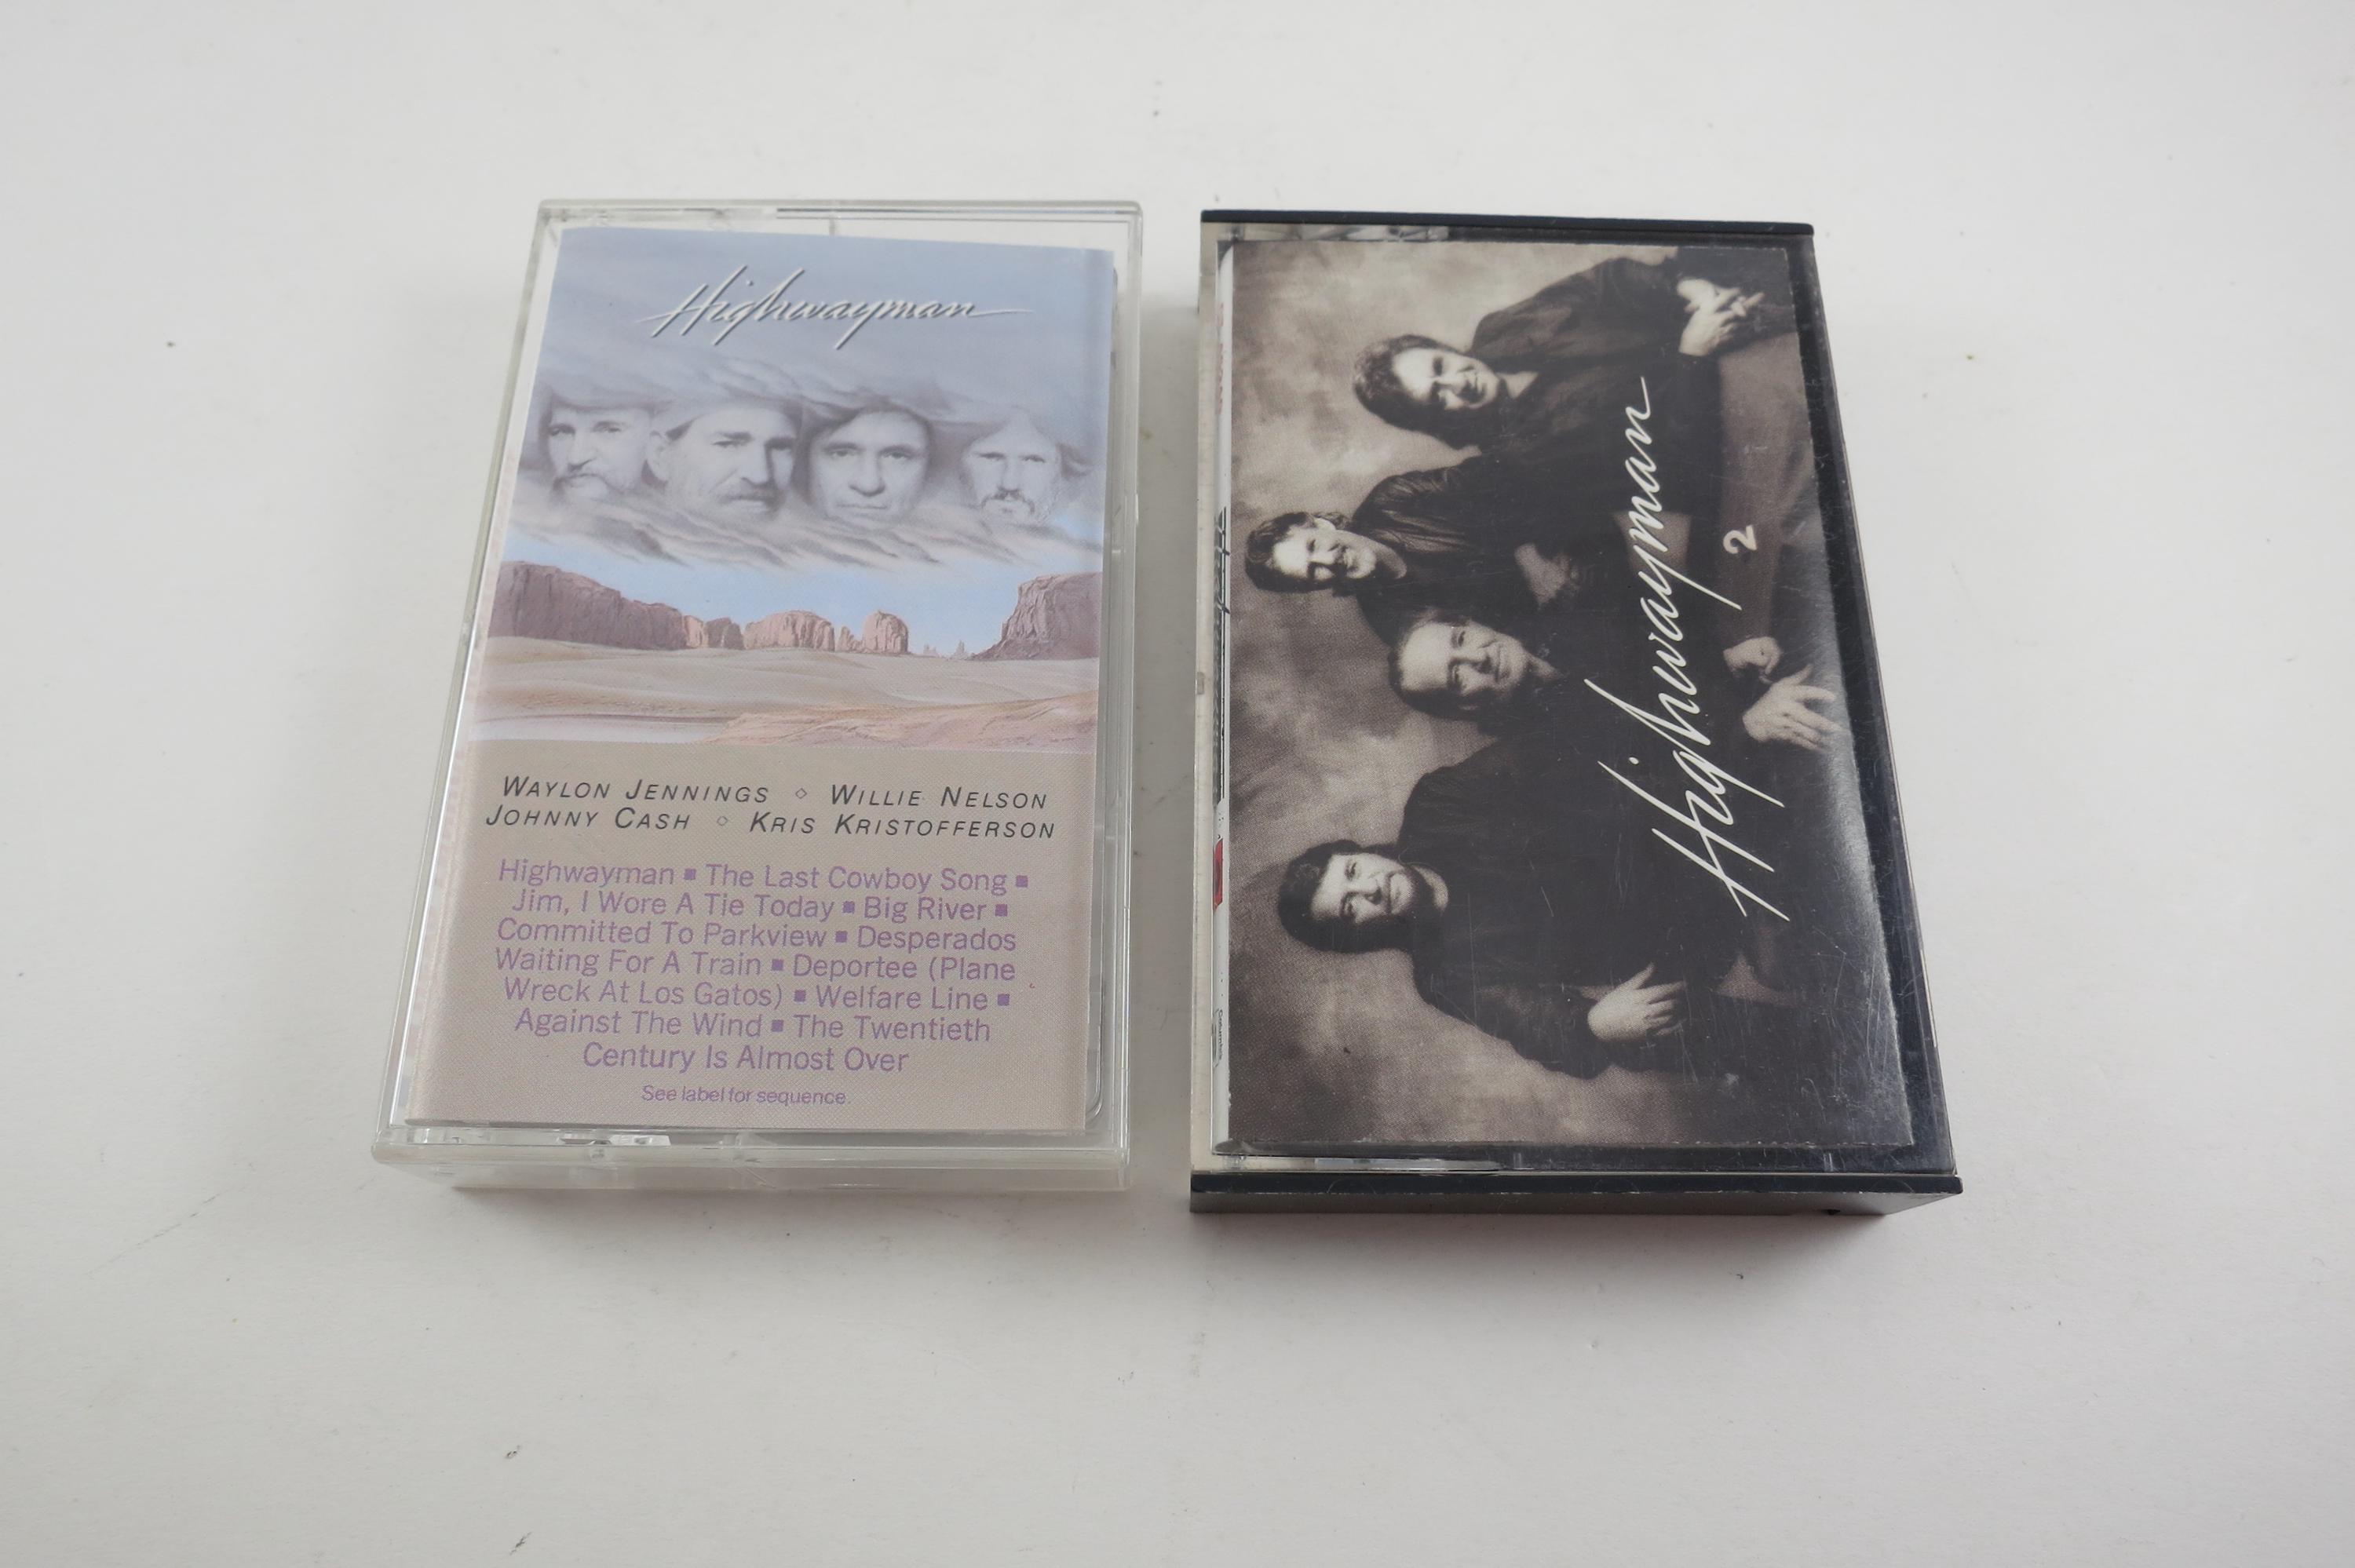 Highwayman
WAYLON JENNINGS ◇ WILLIE NELSON
JOHNNY CASH ◇ KRIS KRISTOFFERSON
Highwayman ▪ The Last Cowboy Song ▪
Jim, I Wore A Tie Today ▪ Big River ▪
Committed To Parkview ▪ Desperados
Waiting For A Train ▪ Deportee (Plane
Wreck At Los Gatos) ▪ Welfare Line ▪
Against The Wind ▪ The Twentieth
Century Is Almost Over
See label for sequence.
Highwayman
2